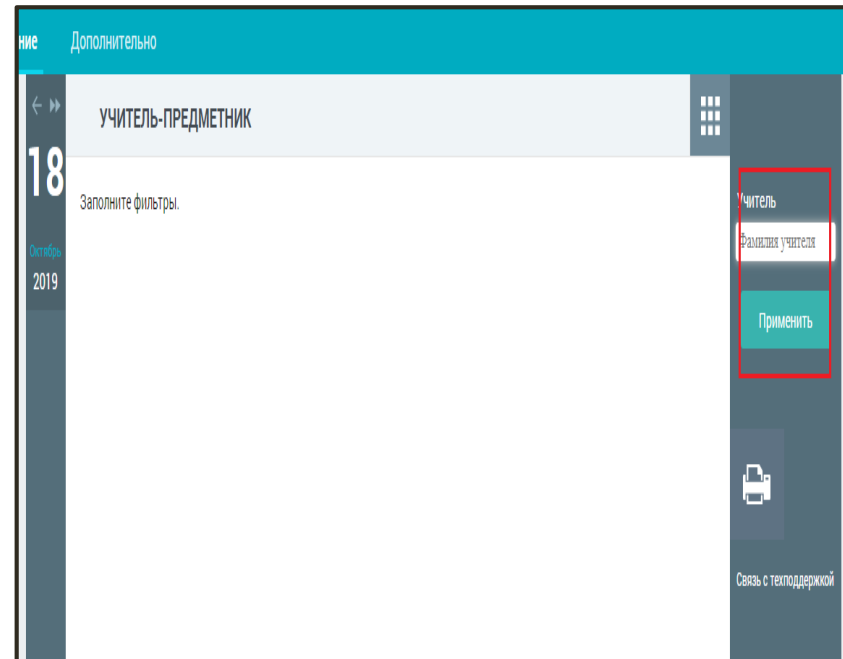 ние Дополнительно
18
Октябрь
2019
УЧИТЕЛЬ-ПРЕДМЕТНИК
Заполните фильтры.
Учитель
Фамилия учителя
Применить
Связь с техподдержкой